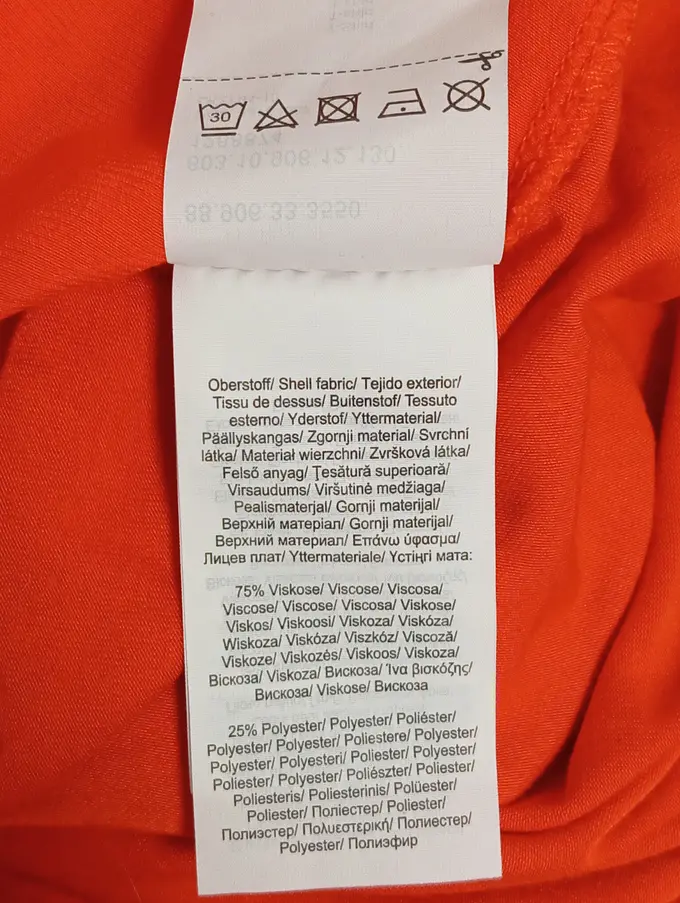 30
Oberstoff/ Shell fabric/ Tejido exterior/
Tissu de dessus/ Buitenstof/ Tessuto
esterno/ Yderstof/ Yttermaterial/
Päällyskangas/ Zgornji material/ Svrchní
látka/ Materiał wierzchni/ Zvršková látka/
Felső anyag/ Ţesătură superioară/
Virsaudums/ Viršutinė medžiaga/
Pealismaterjal/ Gornji materijal/
Верхній матеріал/ Gornji materijal/
Верхний материал/ Επάνω ύφασμα/
Лицев плат/ Yttermateriale/ Үстіңгі мата:
75% Viskose/ Viscose/ Viscosa/
Viscose/ Viscose/ Viscosa/ Viskose/
Viskos/ Viskoosi/ Viskoza/ Viskóza/
Wiskoza/ Viskóza/ Viszkóz/ Viscoză/
Viskoze/ Viskozės/ Viskoos/ Viskoza/
Віскоза/ Viskoza/ Вискоза/ Ίνα βισκόζης/
Вискоза/ Viskose/ Вискоза
25% Polyester/ Polyester/ Poliéster/
Polyester/ Polyester/ Poliestere/ Polyester/
Polyester/ Polyesteri/ Poliester/ Polyester/
Poliester/ Polyester/ Poliészter/ Poliester/
Poliesteris/ Poliesterinis/ Polüester/
Poliester/ Поліестер/ Poliester/
Полиэстер/ Πολυεστερική/ Полиестер/
Polyester/ Полиэфир